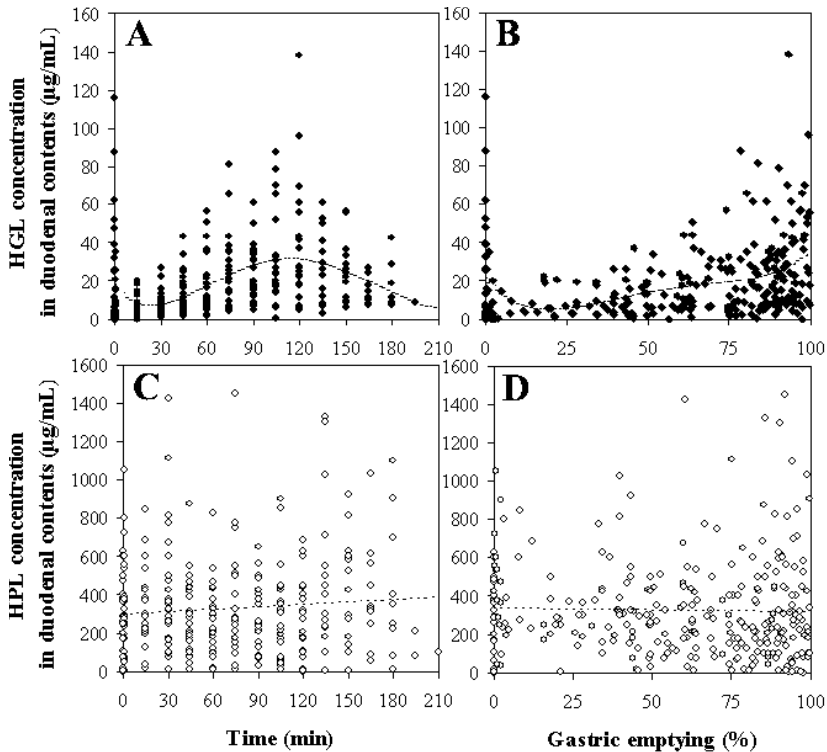 HGL concentration
in duodenal contents (µg/mL)
A
160
140
120
100
80
60
40
20
0
0 30 60 90 120 150 180 210
B
160
140
120
100
80
60
40
20
0
0 25 50 75 100
HPL concentration
in duodenal contents (µg/mL)
C
1600
1400
1200
1000
800
600
400
200
0
0 30 60 90 120 150 180 210
Time (min)
D
1600
1400
1200
1000
800
600
400
200
0
0 25 50 75 100
Gastric emptying (%)